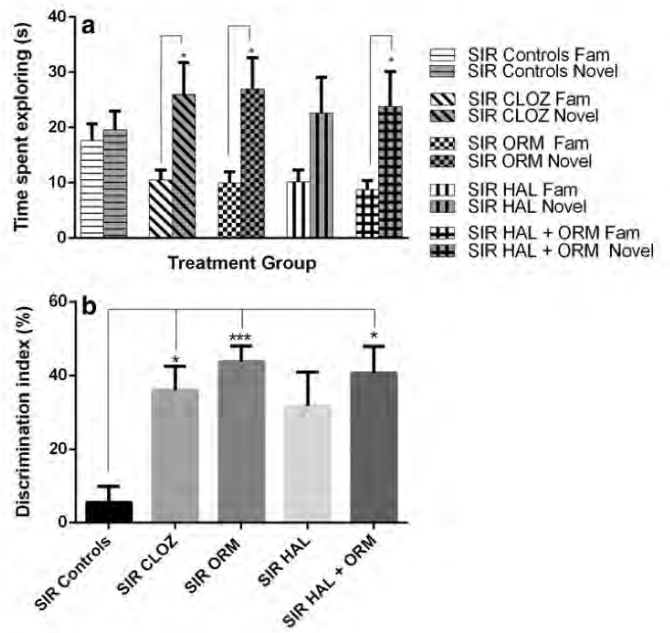 a
Time spent exploring (s)
40
30
20
10
0
*
*
*
Treatment Group
SIR Controls Fam
SIR Controls Novel
SIR CLOZ Fam
SIR CLOZ Novel
SIR ORM Fam
SIR ORM Novel
SIR HAL Fam
SIR HAL Novel
SIR HAL + ORM Fam
SIR HAL + ORM Novel
b
Discrimination index (%)
60
40
20
0
*
***
*
SIR Controls
SIR CLOZ
SIR ORM
SIR HAL
SIR HAL + ORM